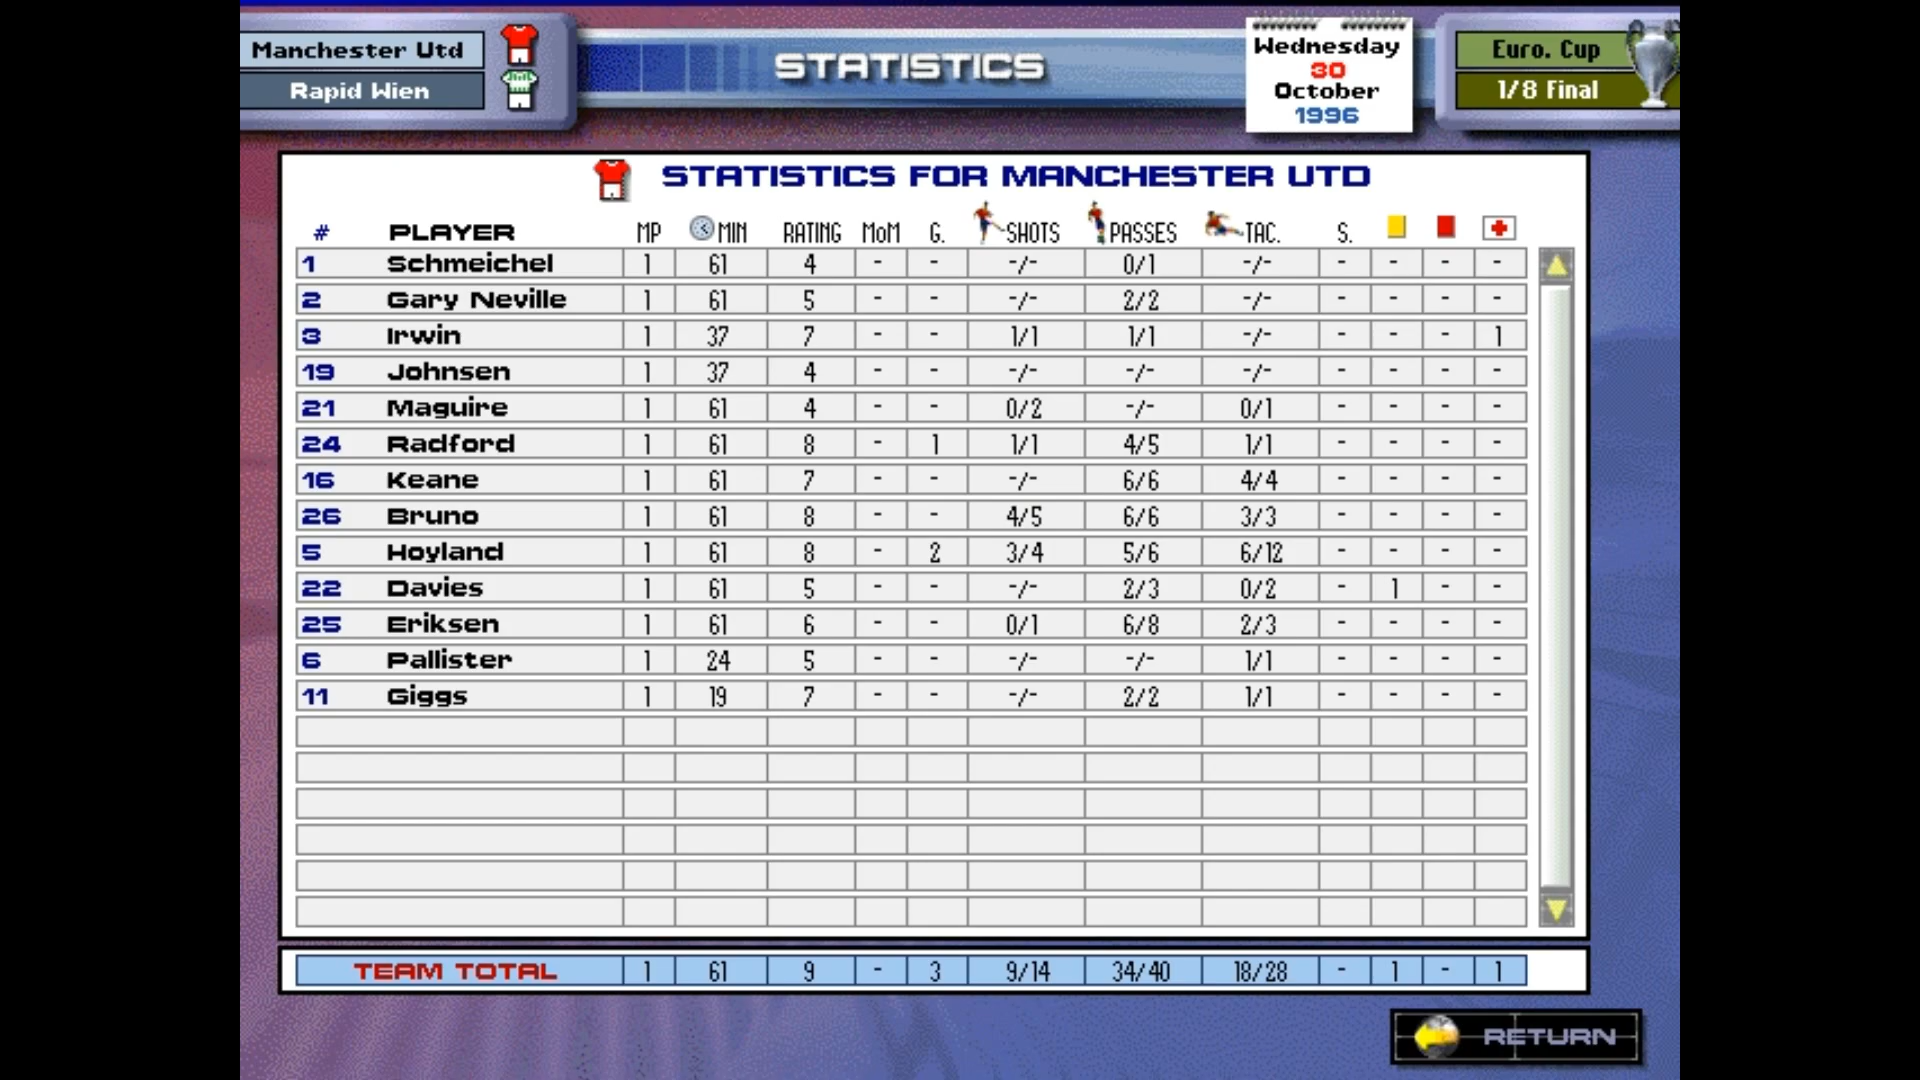 Manchester Utd
Rapid Wien
STATISTICS
Wednesday
30
October
1996
Euro. Cup
1/8 Final
STATISTICS FOR MANCHESTER UTD
# PLAYER MP MIN RATING MoM G. SHOTS PASSES TAC. S.
1 Schmeichel 1 61 4 - - -/- 0/1 -/- - - - -
2 Gary Neville 1 61 5 - - -/- 2/2 -/- - - - -
3 Irwin 1 37 7 - - 1/1 1/1 -/- - - - 1
19 Johnsen 1 37 4 - - -/- -/- -/- - - - -
21 Maguire 1 61 4 - - 0/2 -/- 0/1 - - - -
24 Radford 1 61 8 - 1 1/1 4/5 1/1 - - - -
16 Keane 1 61 7 - - -/- 6/6 4/4 - - - -
26 Bruno 1 61 8 - - 4/5 6/6 3/3 - - - -
5 Hoyland 1 61 8 - 2 3/4 5/6 6/12 - - - -
22 Davies 1 61 5 - - -/- 2/3 0/2 - 1 - -
25 Eriksen 1 61 6 - - 0/1 6/8 2/3 - - - -
6 Pallister 1 24 5 - - -/- -/- 1/1 - - - -
11 Giggs 1 19 7 - - -/- 2/2 1/1 - - - -
TEAM TOTAL 1 61 9 - 3 9/14 34/40 18/28 - 1 - 1
RETURN